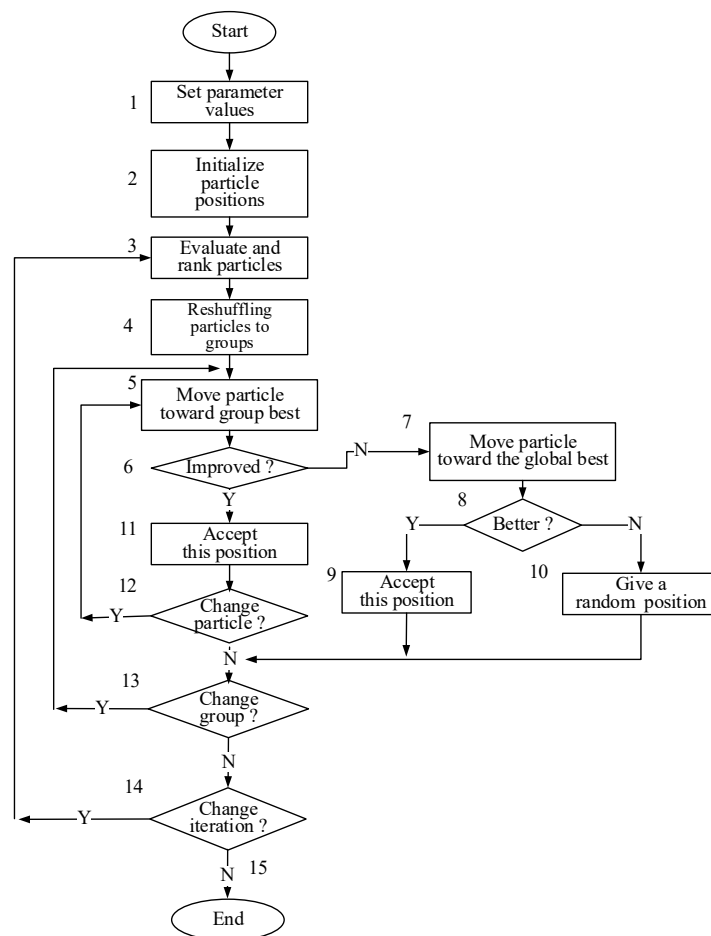 Start
1
Set parameter
values
2
Initialize
particle
positions
3
Evaluate and
rank particles
4
Reshuffling
particles to
groups
5
Move particle
toward group best
6
Improved ?
N
7
Move particle
toward the global best
Y
8
Better ?
Y
N
11
Accept
this position
9
Accept
this position
10
Give a
random position
12
Change
particle ?
Y
N
13
Change
group ?
Y
N
14
Change
iteration ?
Y
N
15
End